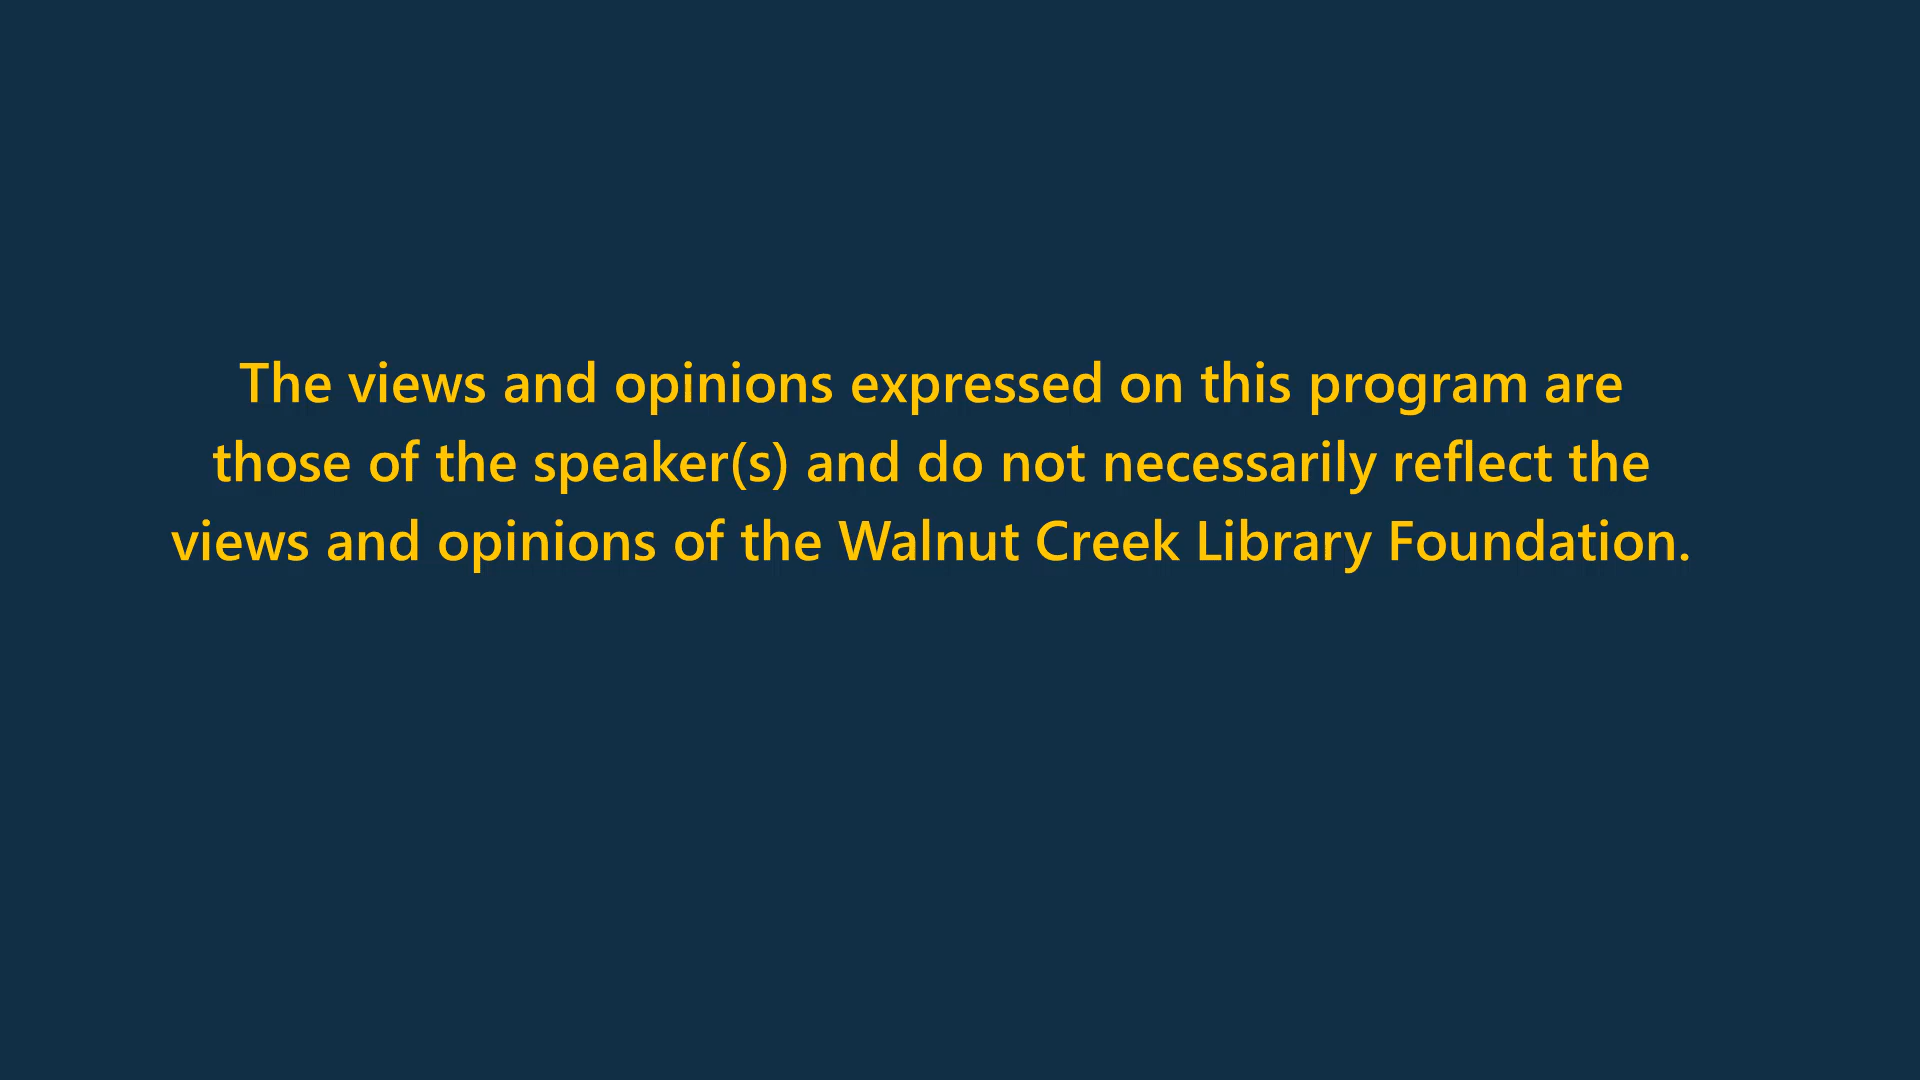 The views and opinions expressed on this program are
those of the speaker(s) and do not necessarily reflect the
views and opinions of the Walnut Creek Library Foundation.